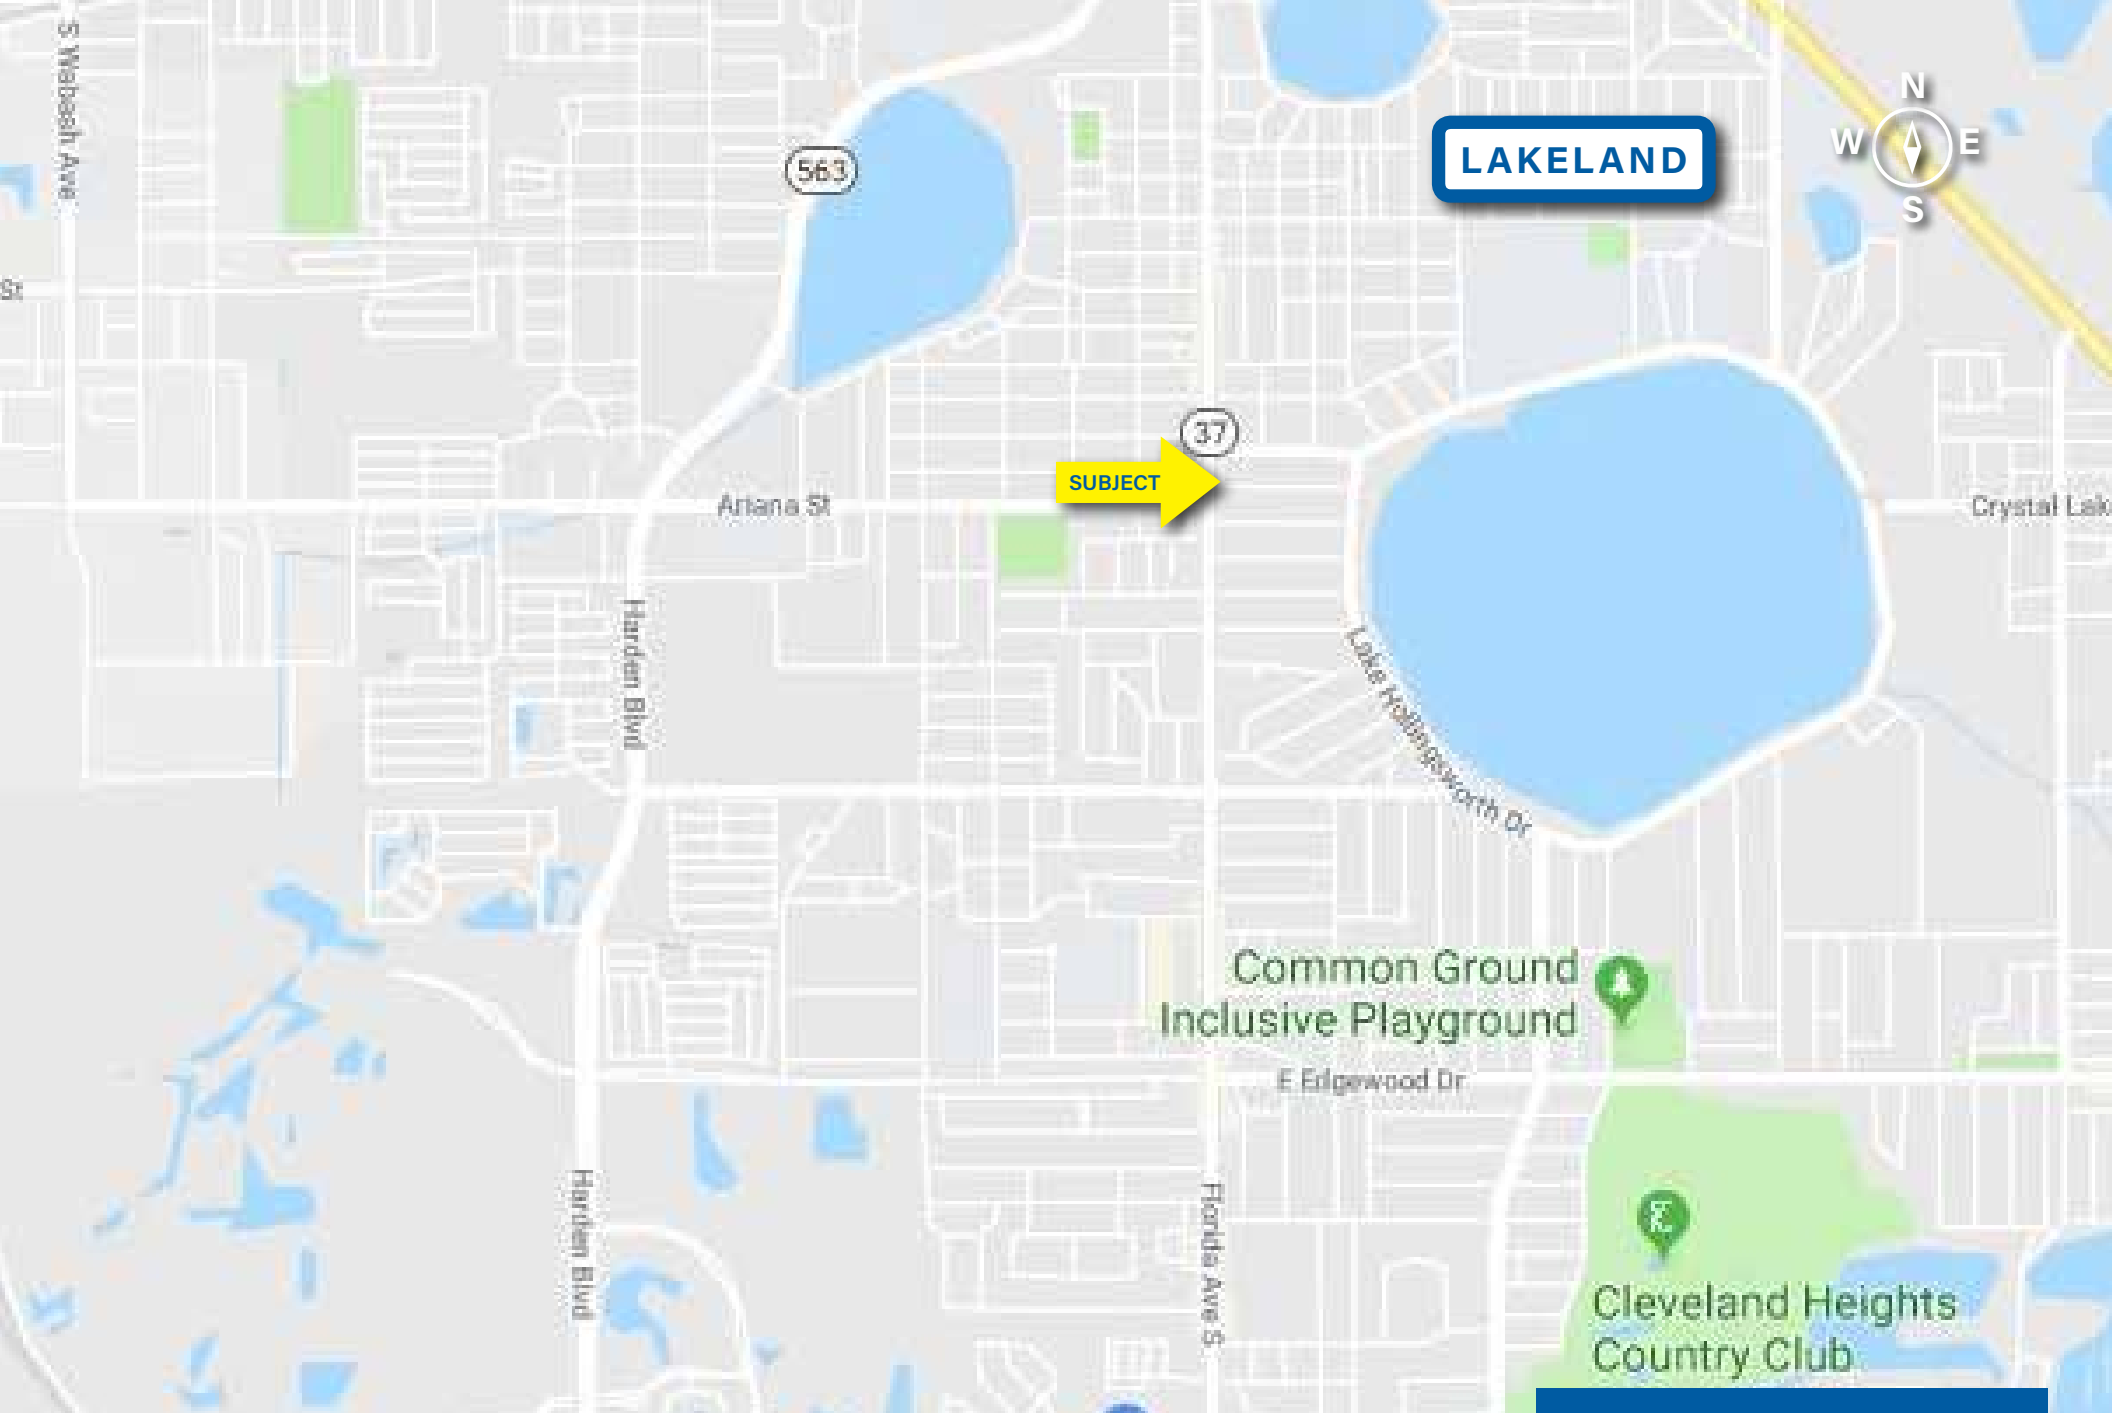 S Wabash Ave
N
W
E
S
LAKELAND
563
St
37
SUBJECT
Ariana St
Crystal Lak
Harden Blvd
Lake Hollingsworth Dr
Common Ground
Inclusive Playground
E Edgewood Dr
Harden Blvd
Florida Ave S
Cleveland Heights
Country Club